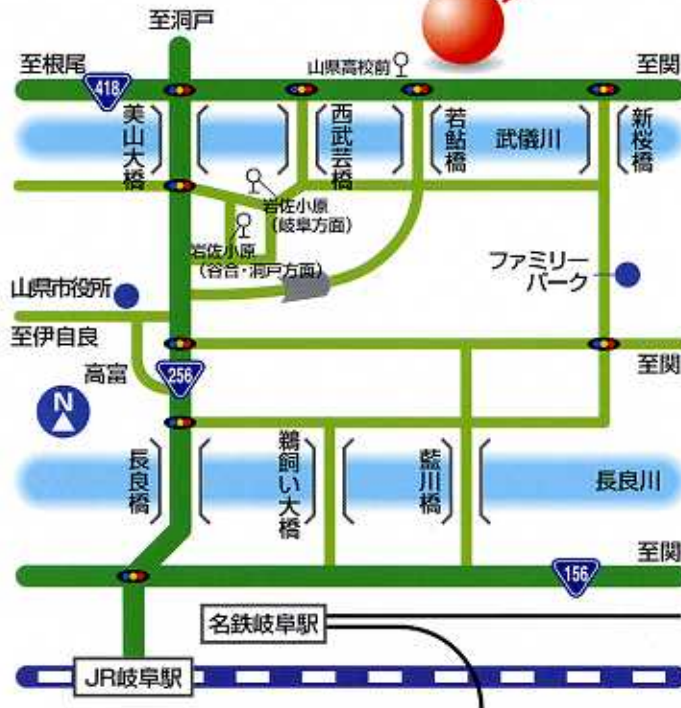 至洞戸
至根尾
418
山県高校前
至関
美山大橋
西武芸橋
若鮎橋
武儀川
新桜橋
岩佐小原
(岐阜方面)
岩佐小原
(谷合・洞戸方面)
ファミリー
パーク
山県市役所
至伊自良
至関
高富
256
N
長良橋
鵜飼い大橋
藍川橋
長良川
至関
156
名鉄岐阜駅
JR岐阜駅